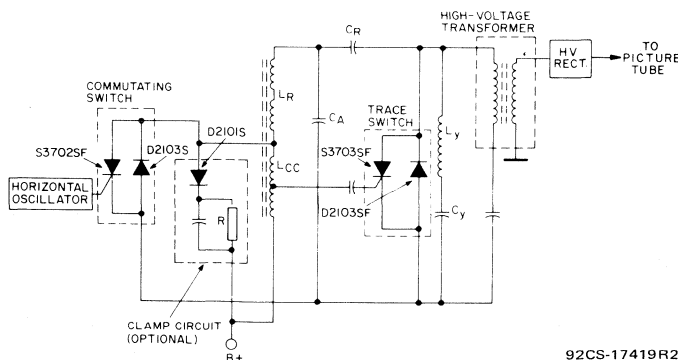 HIGH-VOLTAGE
TRANSFORMER
HV
RECT.
TO
PICTURE
TUBE
COMMUTATING
SWITCH
S3702SF
D2103S
HORIZONTAL
OSCILLATOR
D2101S
R
CLAMP CIRCUIT
(OPTIONAL)
B+
LR
LCC
CA
CR
TRACE
SWITCH
S3703SF
D2103SF
Ly
Cy
92CS-17419R2